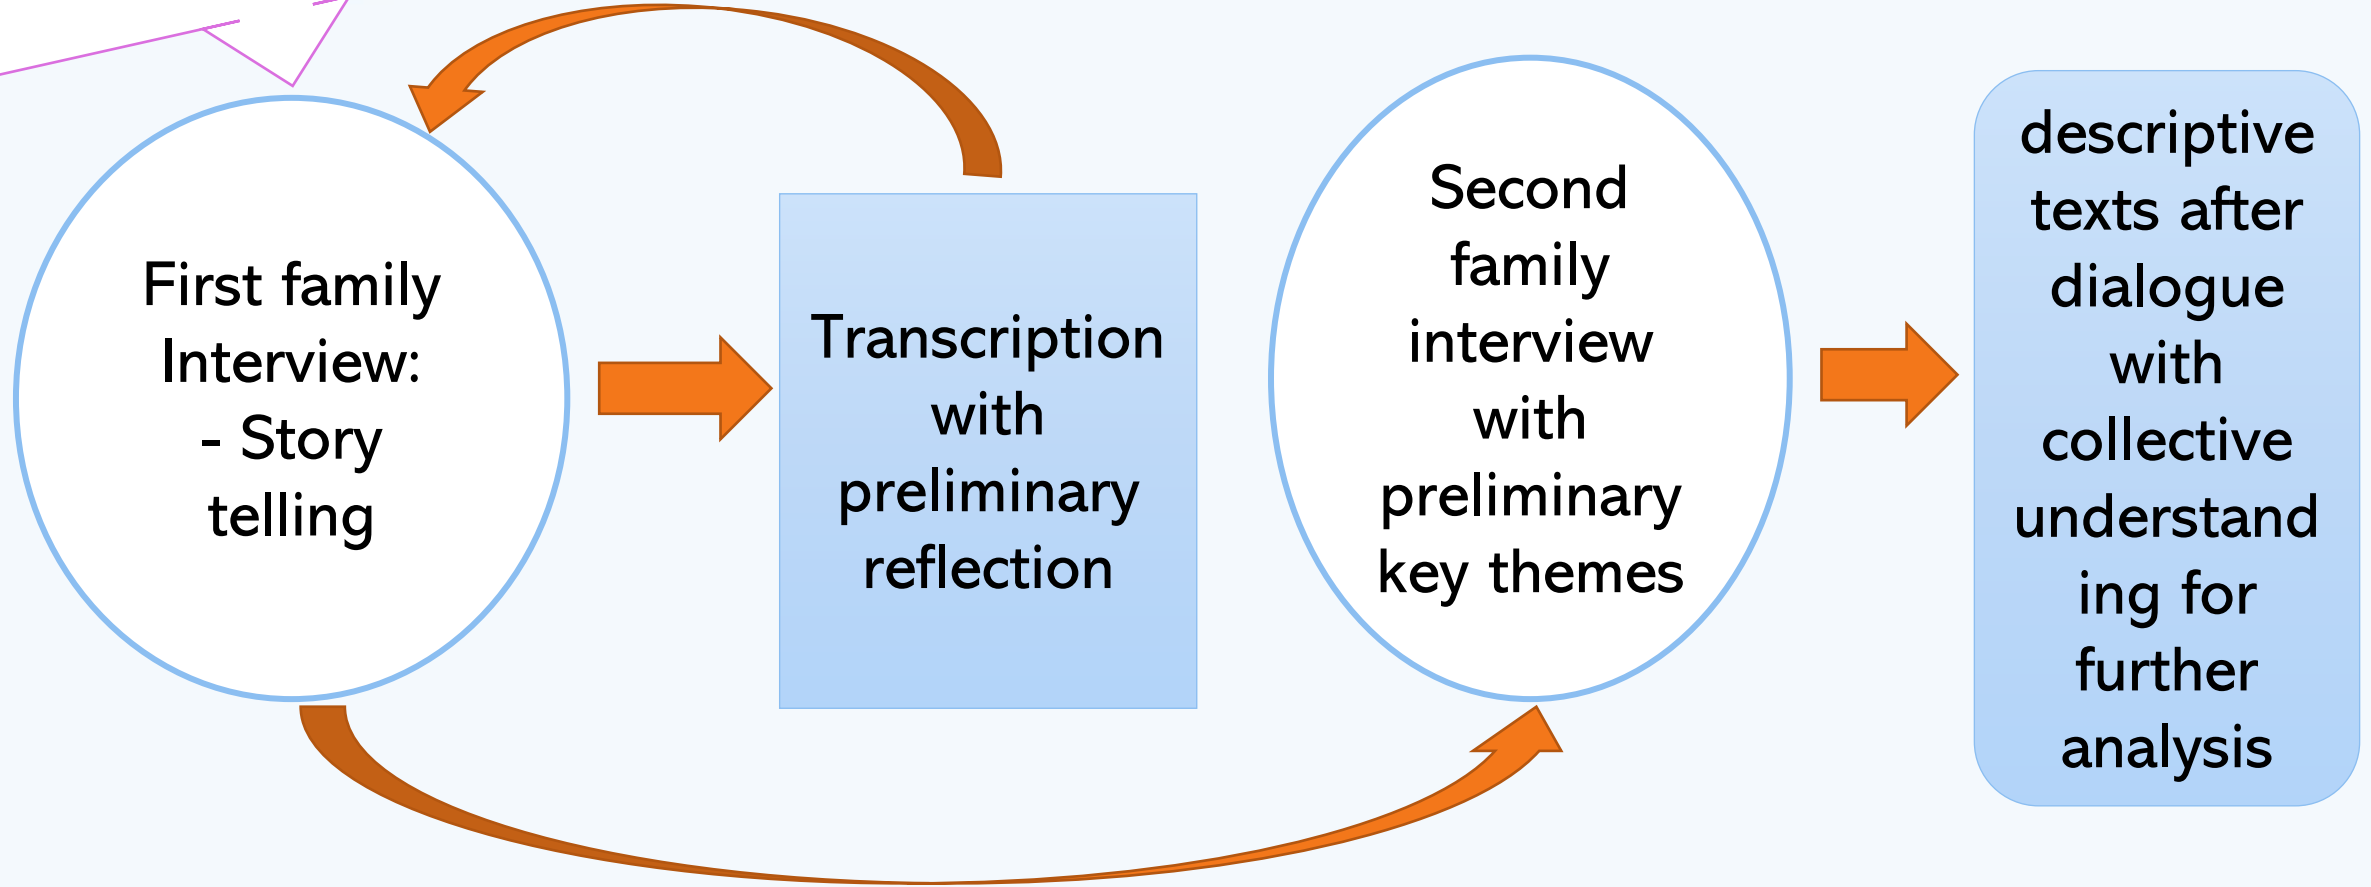 First family
Interview:
- Story
telling
Transcription
with
preliminary
reflection
Second
family
interview
with
preliminary
key themes
descriptive
texts after
dialogue
with
collective
understand
ing for
further
analysis